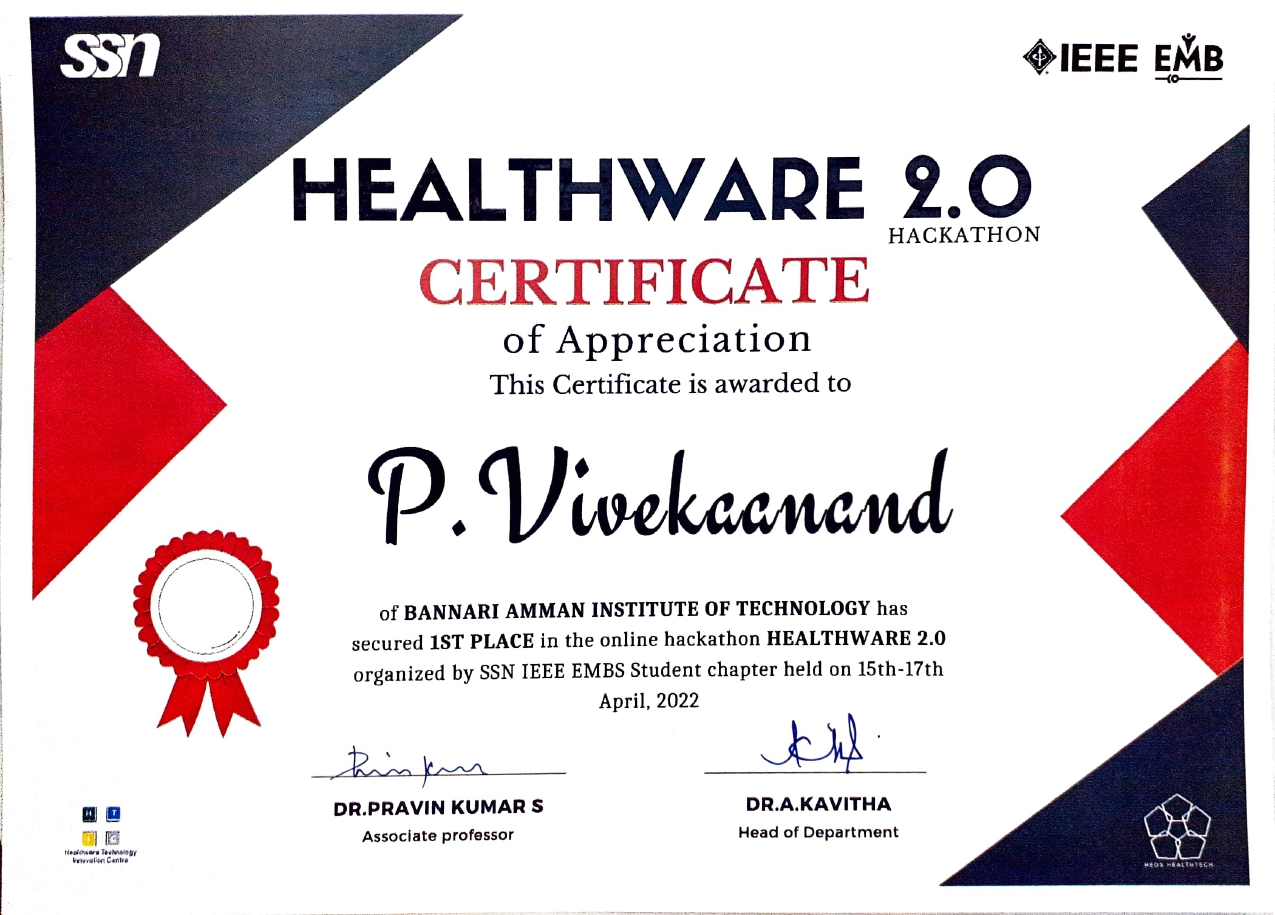 SSN
IEEE EMB
HEALTHWARE 2.0
HACKATHON
CERTIFICATE
of Appreciation
This Certificate is awarded to
P. Vivekaanand
of BANNARI AMMAN INSTITUTE OF TECHNOLOGY has
secured 1ST PLACE in the online hackathon HEALTHWARE 2.0
organized by SSN IEEE EMBS Student chapter held on 15th-17th
April, 2022
DR.PRAVIN KUMAR S
Associate professor
DR.A.KAVITHA
Head of Department
H T
I C
Healthcare Technology
Innovation Centre
HEOS HEALTHTECH